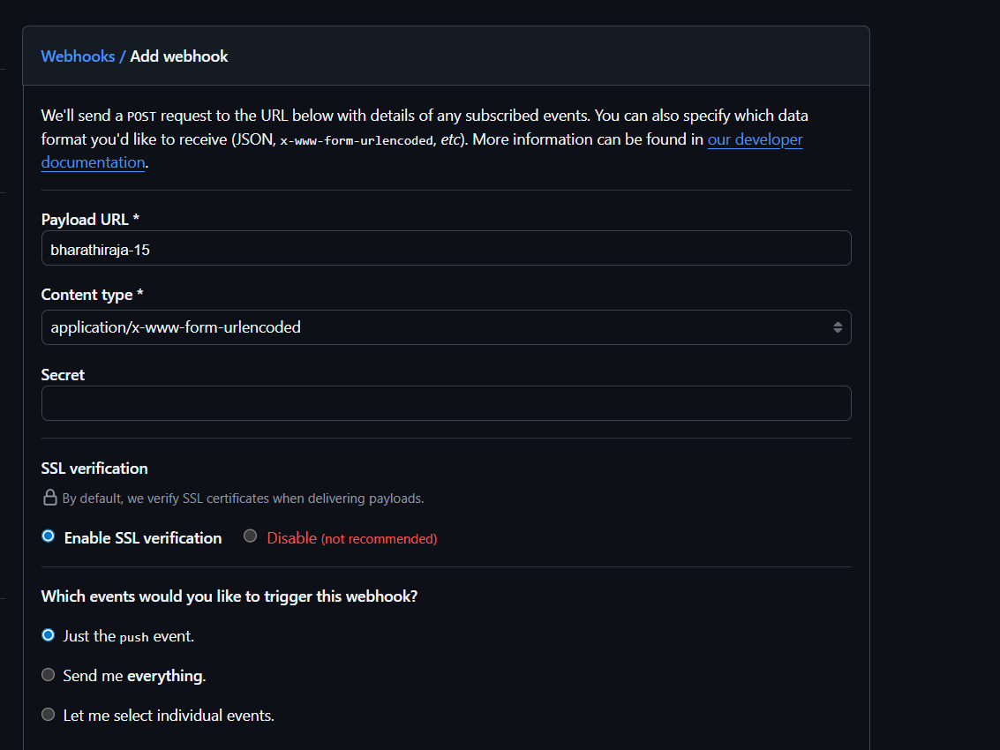 Webhooks / Add webhook
We'll send a POST request to the URL below with details of any subscribed events. You can also specify which data
format you'd like to receive (JSON, x-www-form-urlencoded, etc). More information can be found in our developer
documentation.
Payload URL *
bharathiraja-15
Content type *
application/x-www-form-urlencoded
Secret
SSL verification
By default, we verify SSL certificates when delivering payloads.
Enable SSL verification Disable (not recommended)
Which events would you like to trigger this webhook?
Just the push event.
Send me everything.
Let me select individual events.